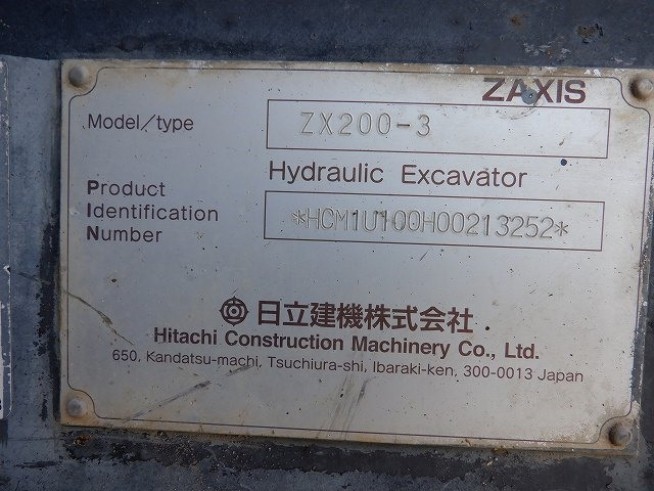 ZAXIS
Model/type ZX200-3
Hydraulic Excavator
Product
Identification
Number
*HCM1U100H00213252*
日立建機株式会社
Hitachi Construction Machinery Co., Ltd.
650, Kandatsu-machi, Tsuchiura-shi, Ibaraki-ken, 300-0013 Japan